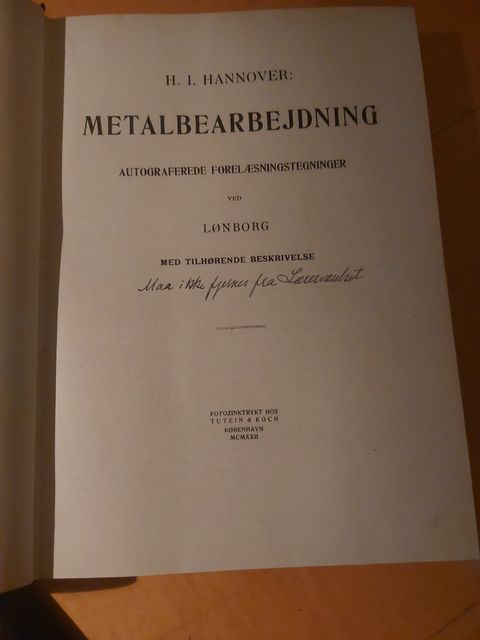 H. I. HANNOVER:
METALBEARBEJDNING
AUTOGRAFEREDE FORELÆSNINGSTEGNINGER
VED
LØNBORG
MED TILHØRENDE BESKRIVELSE
Maa ikke fjernes fra Lærerværelset
FOTOZINKTRYKT HOS
TUTEIN & KOCH
KØBENHAVN
MCMXXII